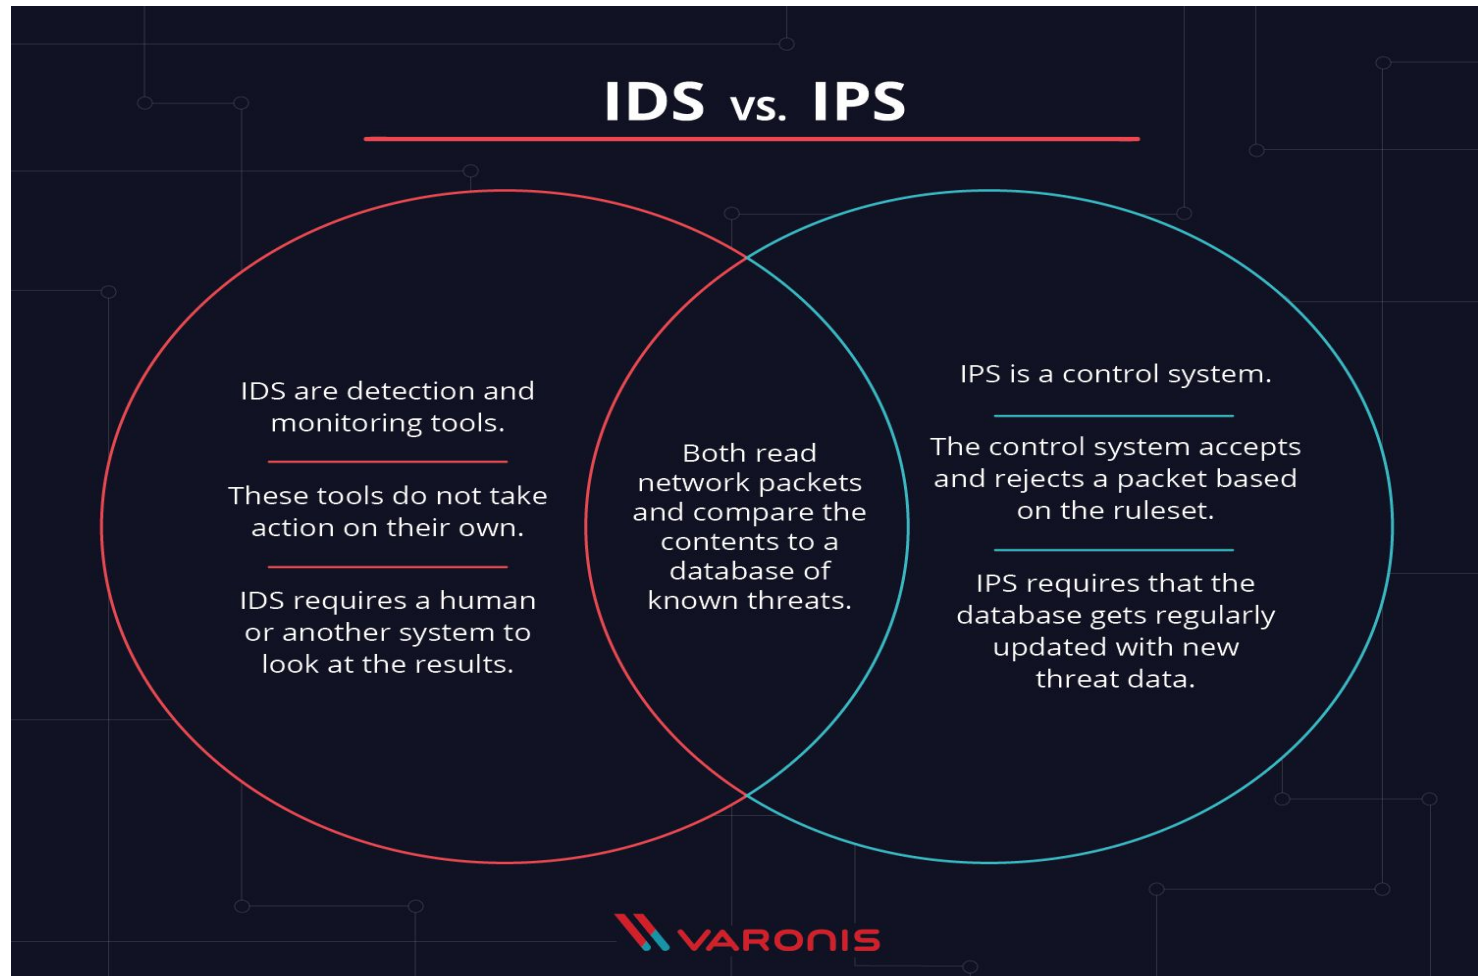 IDS vs. IPS
IDS are detection and
monitoring tools.
These tools do not take
action on their own.
IDS requires a human
or another system to
look at the results.
Both read
network packets
and compare the
contents to a
database of
known threats.
IPS is a control system.
The control system accepts
and rejects a packet based
on the ruleset.
IPS requires that the
database gets regularly
updated with new
threat data.
VARONIS